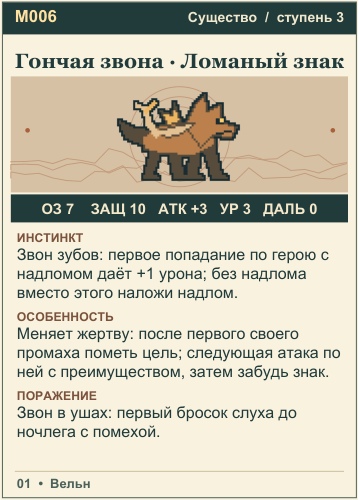 M006
Существо / ступень 3
Гончая звона · Ломаный знак
ОЗ 7 ЗАЩ 10 АТК +3 УР 3 ДАЛЬ 0
ИНСТИНКТ
Звон зубов: первое попадание по герою с
надломом даёт +1 урона; без надлома
вместо этого наложи надлом.
ОСОБЕННОСТЬ
Меняет жертву: после первого своего
промаха пометь цель; следующая атака по
ней с преимуществом, затем забудь знак.
ПОРАЖЕНИЕ
Звон в ушах: первый бросок слуха до
ночлега с помехой.
01 • Вельн